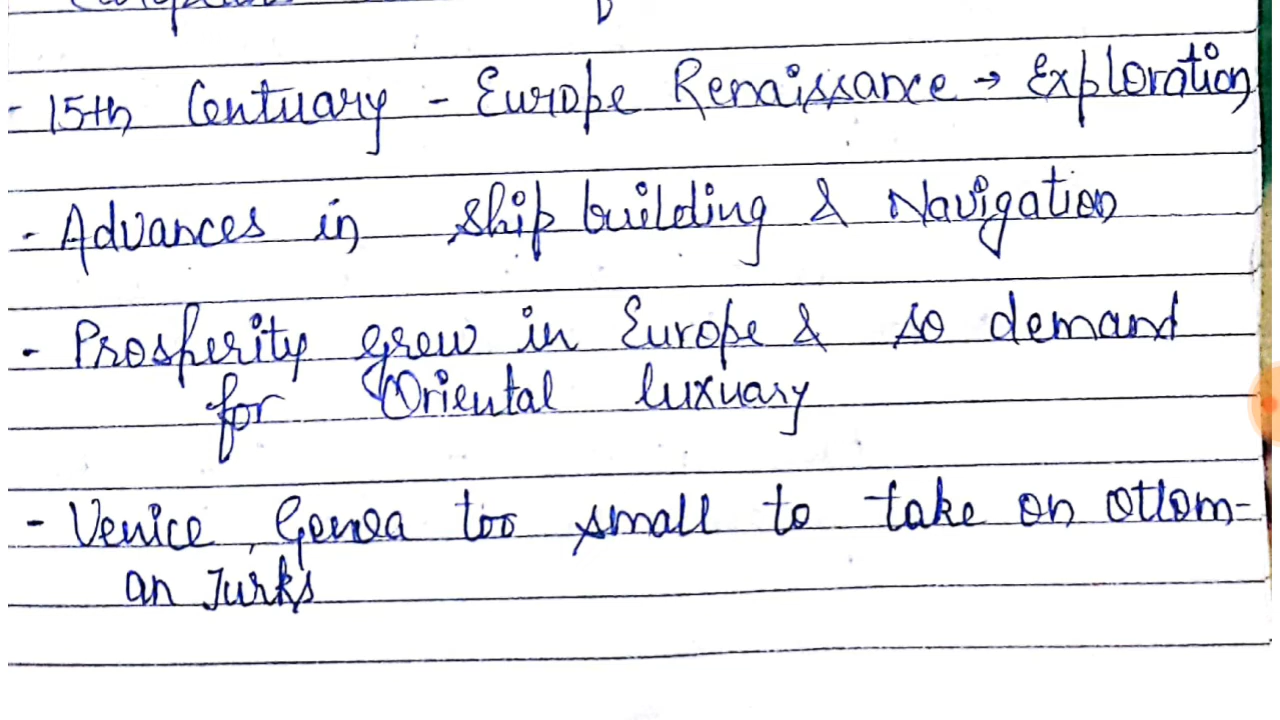 - 15th Centuary - Europe Renaissance → Exploration
- Advances in ship building & Navigation
- Prosperity grew in Europe & so demand
for Oriental luxuary
- Venice, Genoa too small to take on Ottom-
an Turks